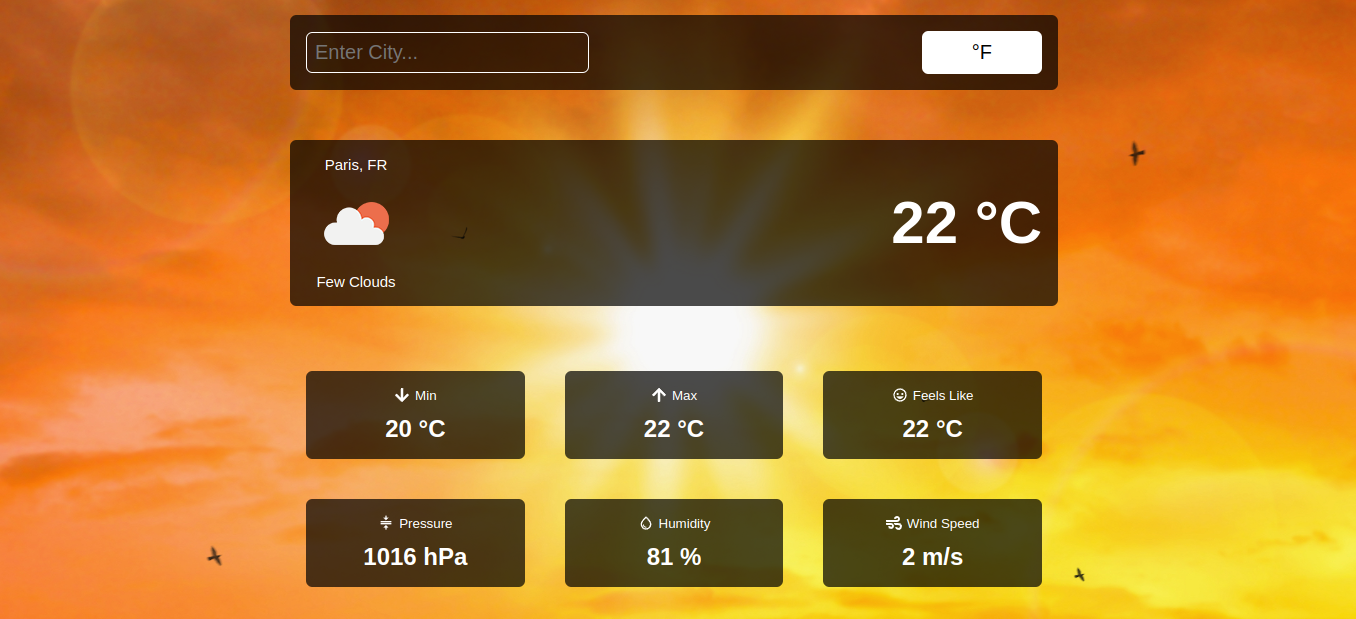 Enter City...
°F
Paris, FR
22 °C
Few Clouds
Min
20 °C
Max
22 °C
Feels Like
22 °C
Pressure
1016 hPa
Humidity
81 %
Wind Speed
2 m/s